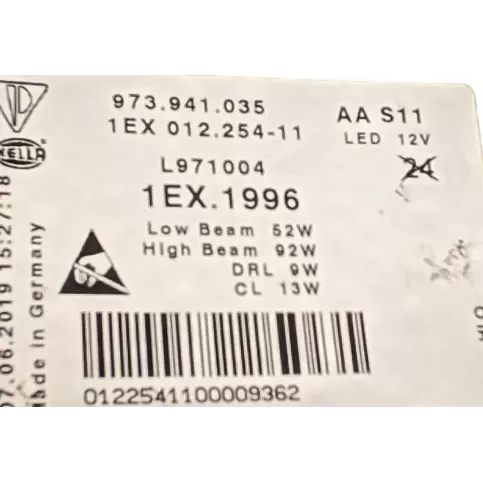 973.941.035
AA S11
1EX 012.254-11
LED 12V
HELLA
L971004
24
1EX.1996
Low Beam 52W
High Beam 92W
DRL 9W
CL 13W
0122541100009362
07.06.2019 15:27:18
Made in Germany